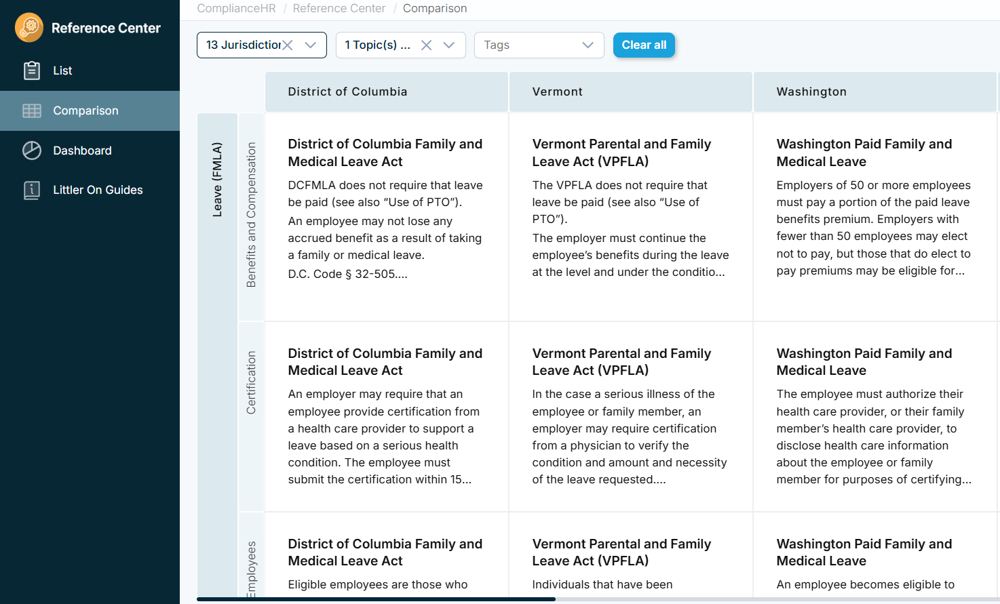 ComplianceHR / Reference Center / Comparison
Reference Center
List
Comparison
Dashboard
Littler On Guides
13 Jurisdiction
1 Topic(s) ...
Tags
Clear all
District of Columbia
Vermont
Washington
Leave (FMLA)
Benefits and Compensation
District of Columbia Family and
Medical Leave Act
DCFMLA does not require that leave
be paid (see also “Use of PTO”).
An employee may not lose any
accrued benefit as a result of taking
a family or medical leave.
D.C. Code § 32-505....
Vermont Parental and Family
Leave Act (VPFLA)
The VPFLA does not require that
leave be paid (see also “Use of
PTO”).
The employer must continue the
employee’s benefits during the leave
at the level and under the conditio...
Washington Paid Family and
Medical Leave
Employers of 50 or more employees
must pay a portion of the paid leave
benefits premium. Employers with
fewer than 50 employees may elect
not to pay, but those that do elect to
pay premiums may be eligible for...
Certification
District of Columbia Family and
Medical Leave Act
An employer may require that an
employee provide certification from
a health care provider to support a
leave based on a serious health
condition. The employee must
submit the certification within 15...
Vermont Parental and Family
Leave Act (VPFLA)
In the case a serious illness of the
employee or family member, an
employer may require certification
from a physician to verify the
condition and amount and necessity
of the leave requested....
Washington Paid Family and
Medical Leave
The employee must authorize their
health care provider, or their family
member’s health care provider, to
disclose health care information
about the employee or family
member for purposes of certifying...
Employees
District of Columbia Family and
Medical Leave Act
Eligible employees are those who
Vermont Parental and Family
Leave Act (VPFLA)
Individuals that have been
Washington Paid Family and
Medical Leave
An employee becomes eligible to